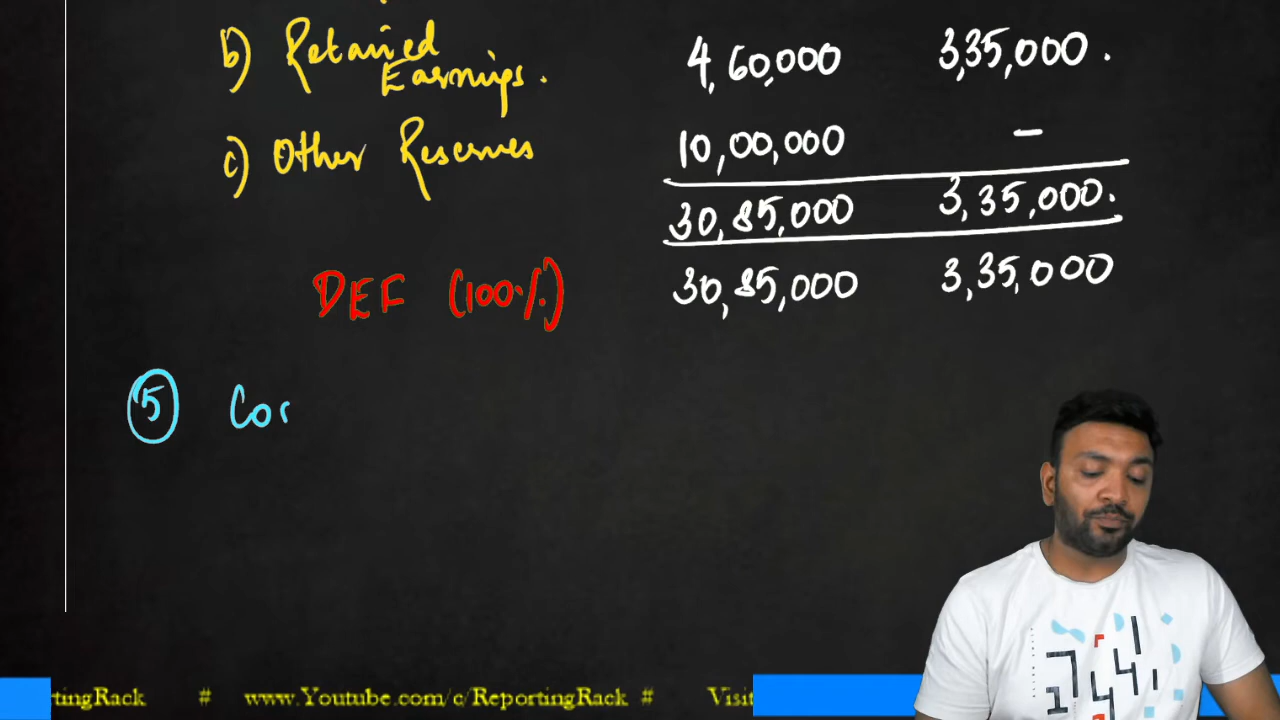 b) Retained Earnings. 4,60,000 3,35,000.
c) Other Reserves 10,00,000 –
30,85,000 3,35,000.
DEF (100%) 30,85,000 3,35,000
5 Cor
tingRack # www.Youtube.com/c/ReportingRack # Visit